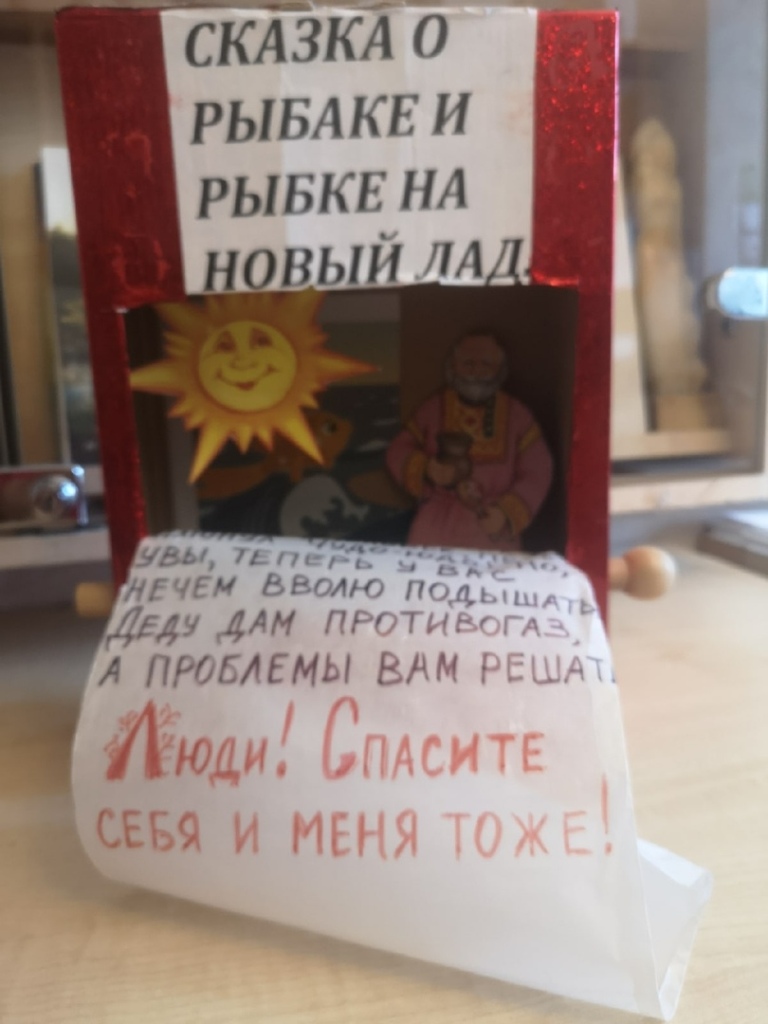 СКАЗКА О
РЫБАКЕ И
РЫБКЕ НА
НОВЫЙ ЛАД.
УВЫ, ТЕПЕРЬ У ВАС
НЕЧЕМ ВВОЛЮ ПОДЫШАТЬ
ДЕДУ ДАМ ПРОТИВОГАЗ,
А ПРОБЛЕМЫ ВАМ РЕШАТЬ
ЛЮДИ! СПАСИТЕ
СЕБЯ И МЕНЯ ТОЖЕ!